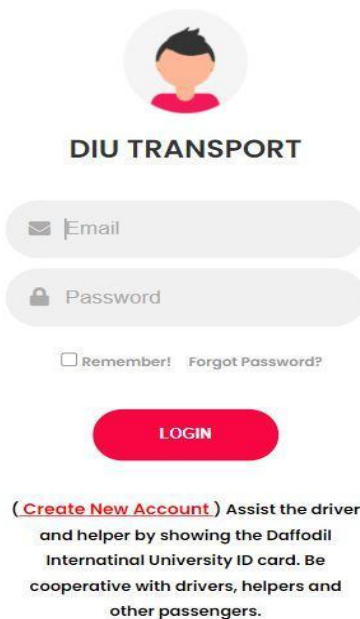 DIU TRANSPORT
Email
Password
Remember! Forgot Password?
LOGIN
( Create New Account ) Assist the driver
and helper by showing the Daffodil
Internatinal University ID card. Be
cooperative with drivers, helpers and
other passengers.